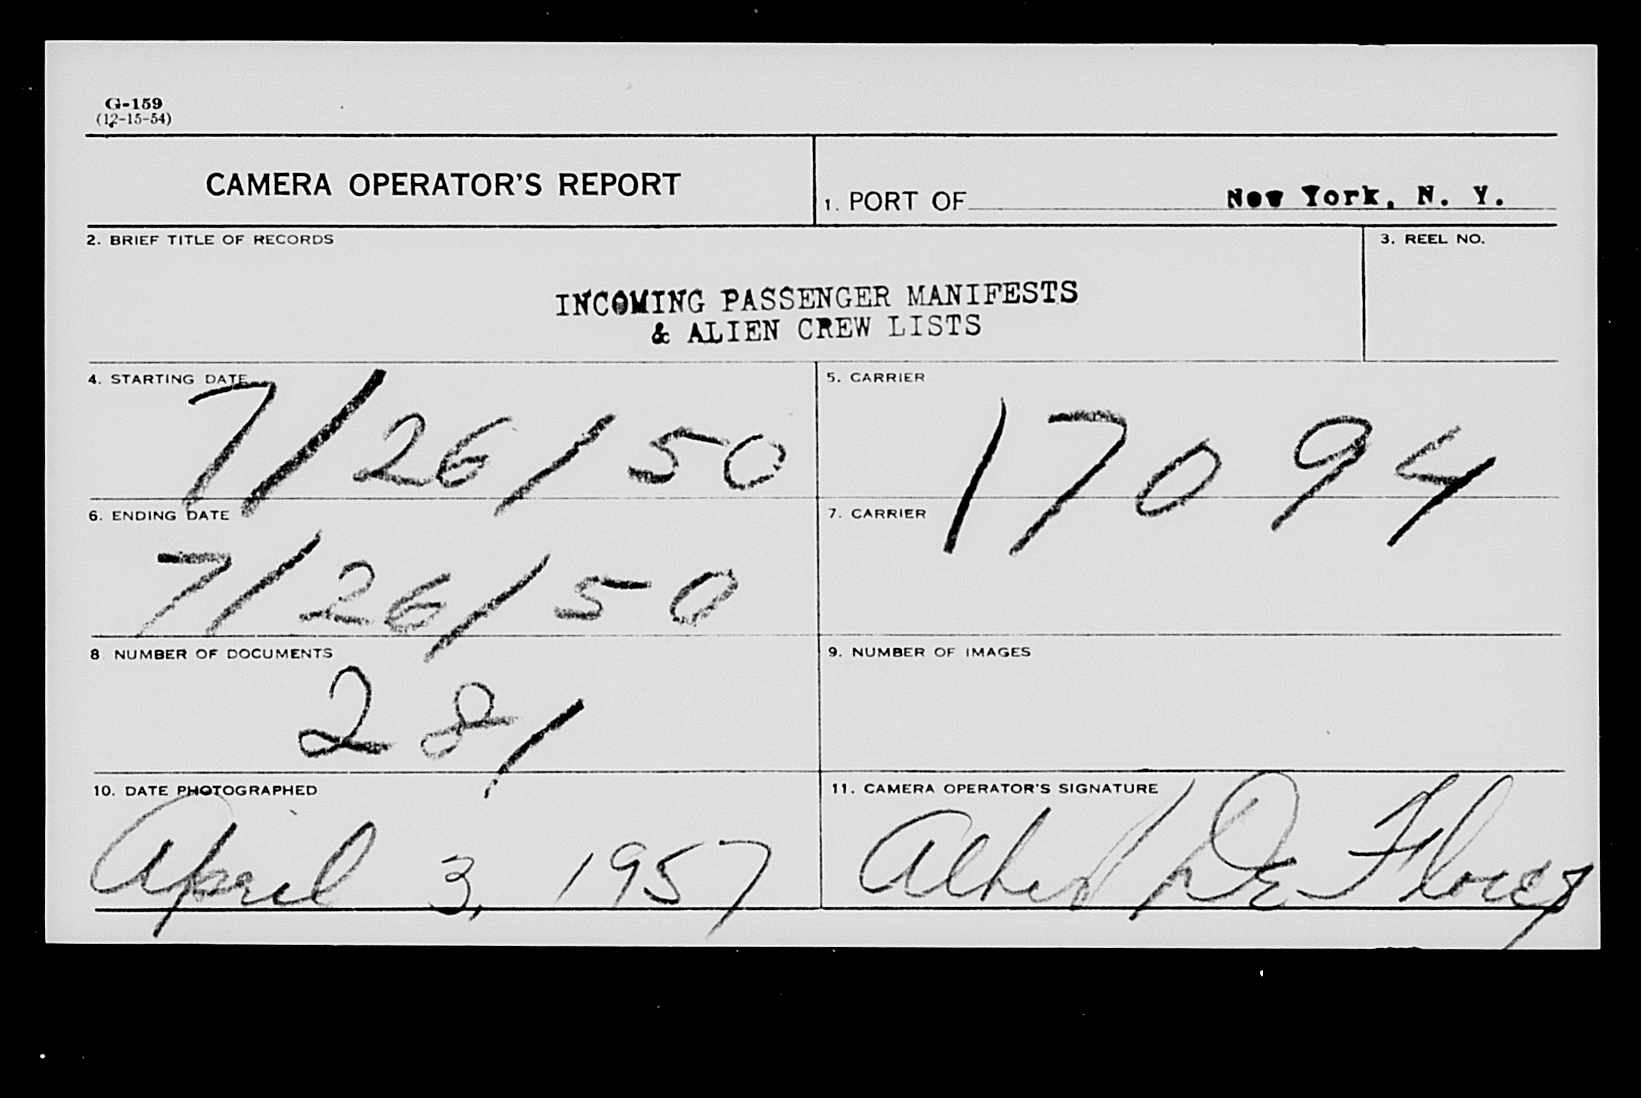 G-159
(12-15-54)
CAMERA OPERATOR'S REPORT
1. PORT OF New York, N. Y.
2. BRIEF TITLE OF RECORDS
3. REEL NO.
INCOMING PASSENGER MANIFESTS
& ALIEN CREW LISTS
4. STARTING DATE
7/26/50
5. CARRIER
17094
6. ENDING DATE
7/26/50
7. CARRIER
8 NUMBER OF DOCUMENTS
281
9. NUMBER OF IMAGES
10. DATE PHOTOGRAPHED
April 3, 1957
11. CAMERA OPERATOR'S SIGNATURE
De